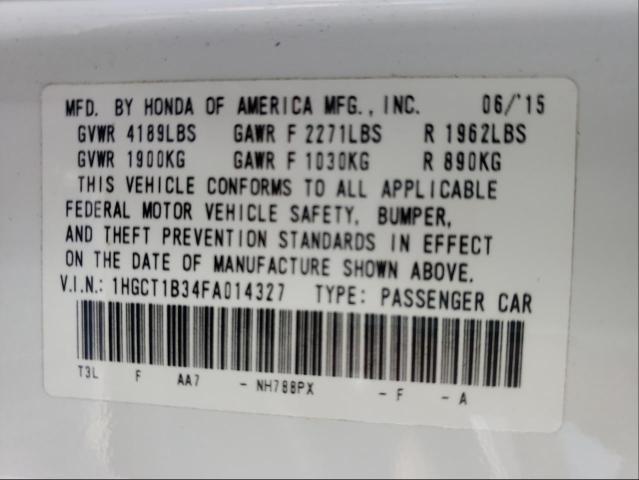 MFD. BY HONDA OF AMERICA MFG., INC. 06/'15
GVWR 4189LBS GAWR F 2271LBS R 1962LBS
GVWR 1900KG GAWR F 1030KG R 890KG
THIS VEHICLE CONFORMS TO ALL APPLICABLE
FEDERAL MOTOR VEHICLE SAFETY, BUMPER,
AND THEFT PREVENTION STANDARDS IN EFFECT
ON THE DATE OF MANUFACTURE SHOWN ABOVE.
V.I.N.: 1HGCT1B34FA014327 TYPE: PASSENGER CAR
T3L F AA7 - NH788PX - F - A